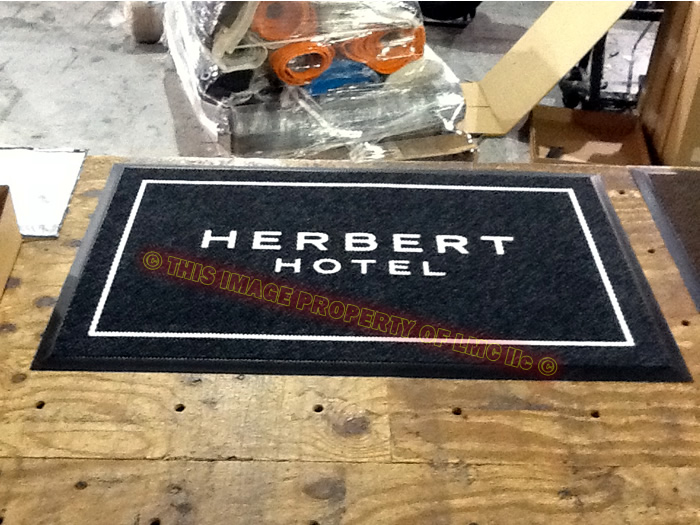 HERBERT
HOTEL
© THIS IMAGE PROPERTY OF LMC llc ©